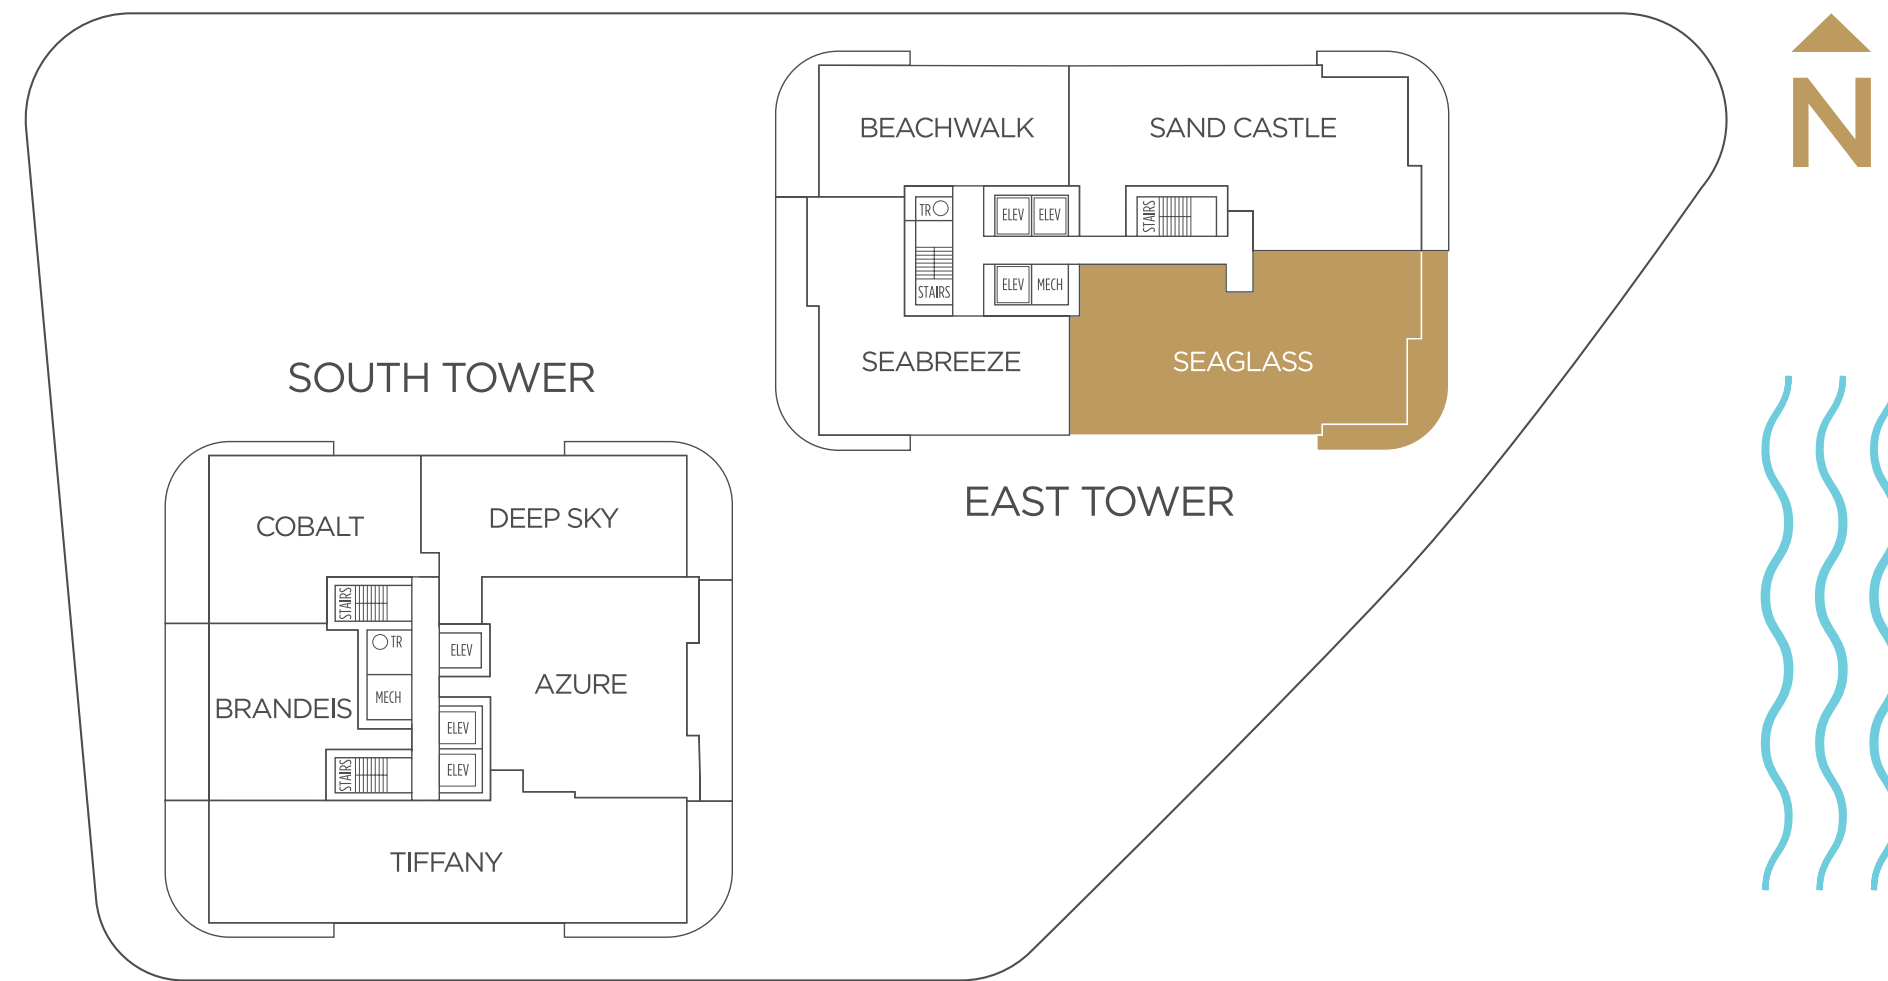 N
BEACHWALK
SAND CASTLE
TR
ELEV
ELEV
STAIRS
ELEV
MECH
STAIRS
SEABREEZE
SEAGLASS
EAST TOWER
SOUTH TOWER
COBALT
DEEP SKY
STAIRS
TR
ELEV
AZURE
MECH
BRANDEIS
ELEV
ELEV
STAIRS
TIFFANY